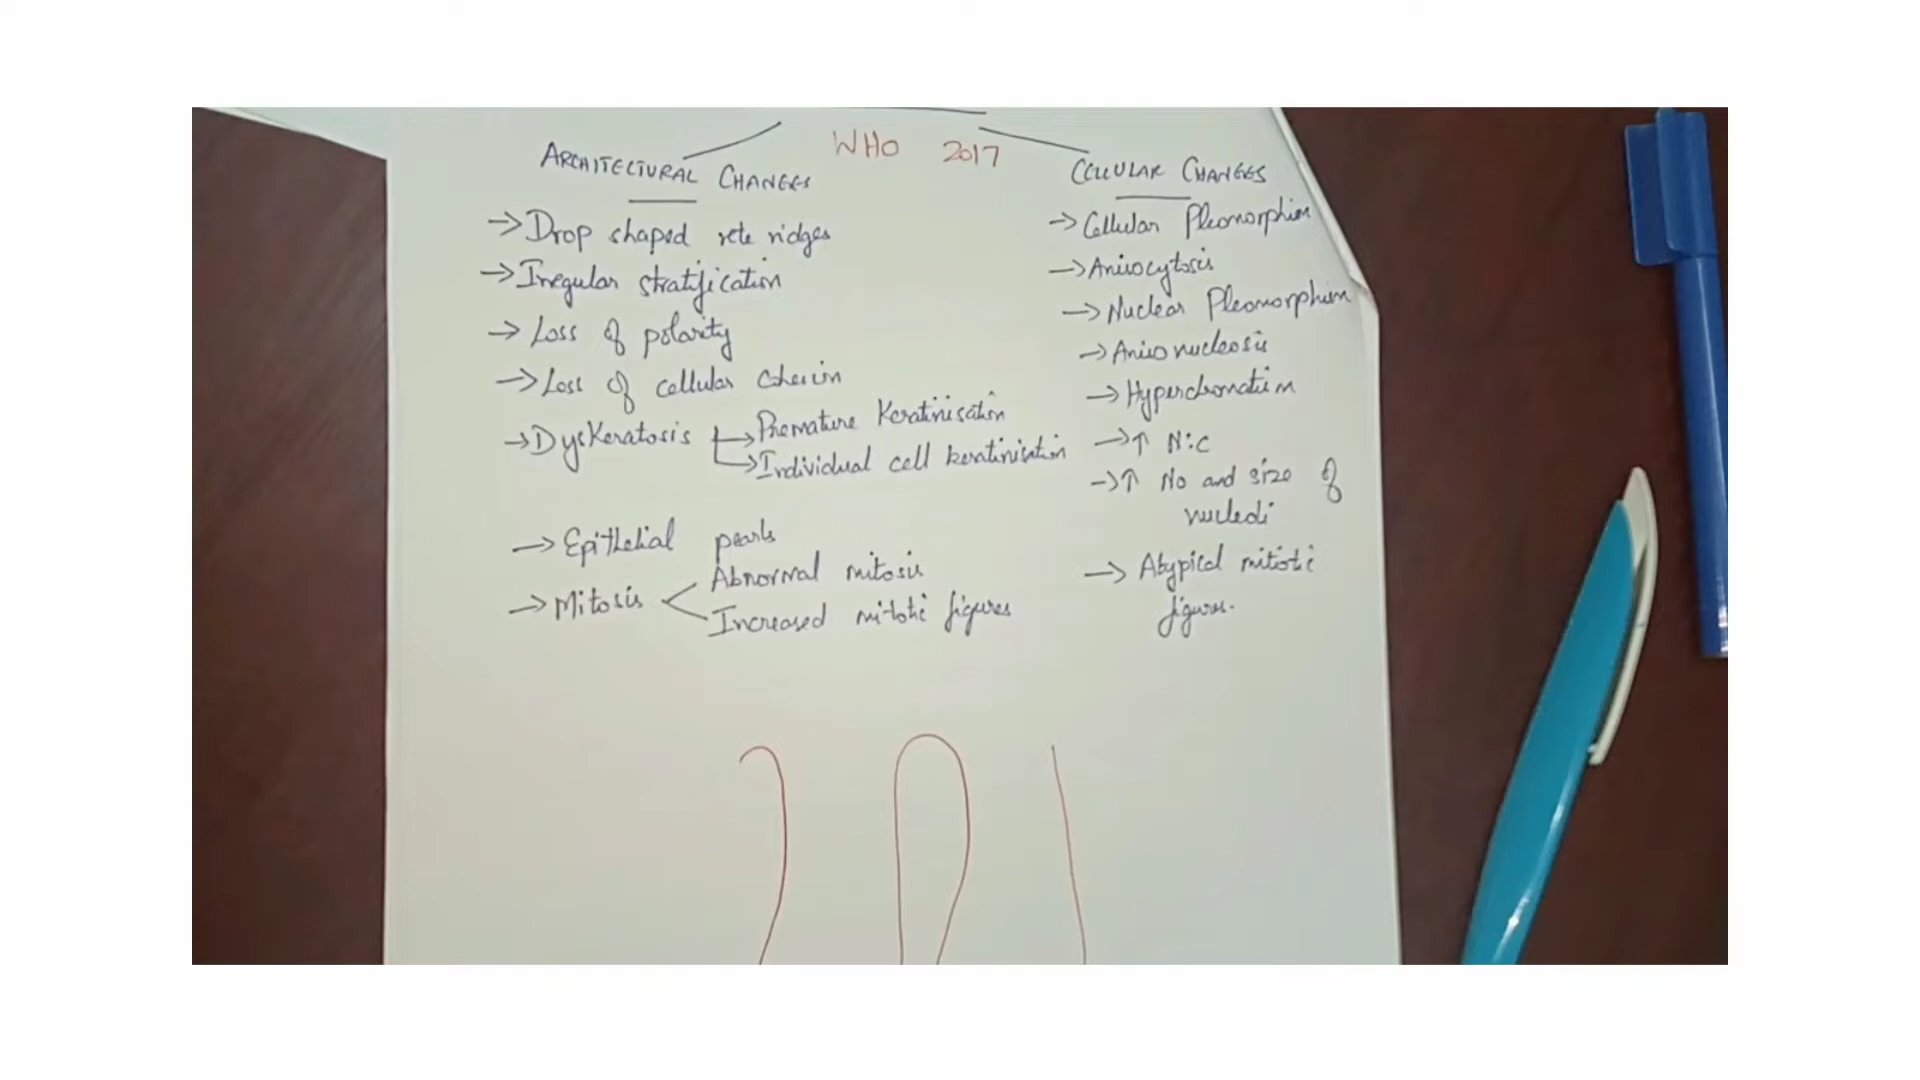 WHO 2017
ARCHITECTURAL CHANGES
→ Drop shaped rete ridges
→ Irregular stratification
→ Loss of polarity
→ Loss of cellular cohesion
→ Dyskeratosis → Premature Keratinisation
→ Individual cell keratinisation
→ Epithelial pearls
→ Mitosis Abnormal mitosis
Increased mitotic figures
CELLULAR CHANGES
→ Cellular Pleomorphism
→ Anisocytosis
→ Nuclear Pleomorphism
→ Anisonucleosis
→ Hyperchromatism
→ ↑ N:C
→ ↑ No and size of
nucleoli
→ Atypical mitotic
figures.